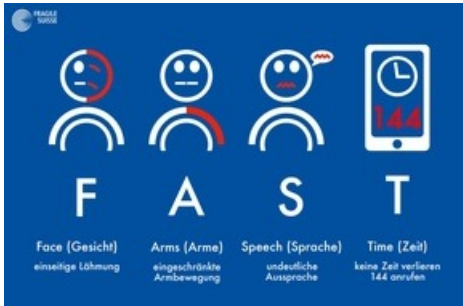 FRAGILE
SUISSE
144
F A S T
Face (Gesicht) Arms (Arme) Speech (Sprache) Time (Zeit)
einseitige Lähmung eingeschränkte undeutliche keine Zeit verlieren
Armbewegung Aussprache 144 anrufen